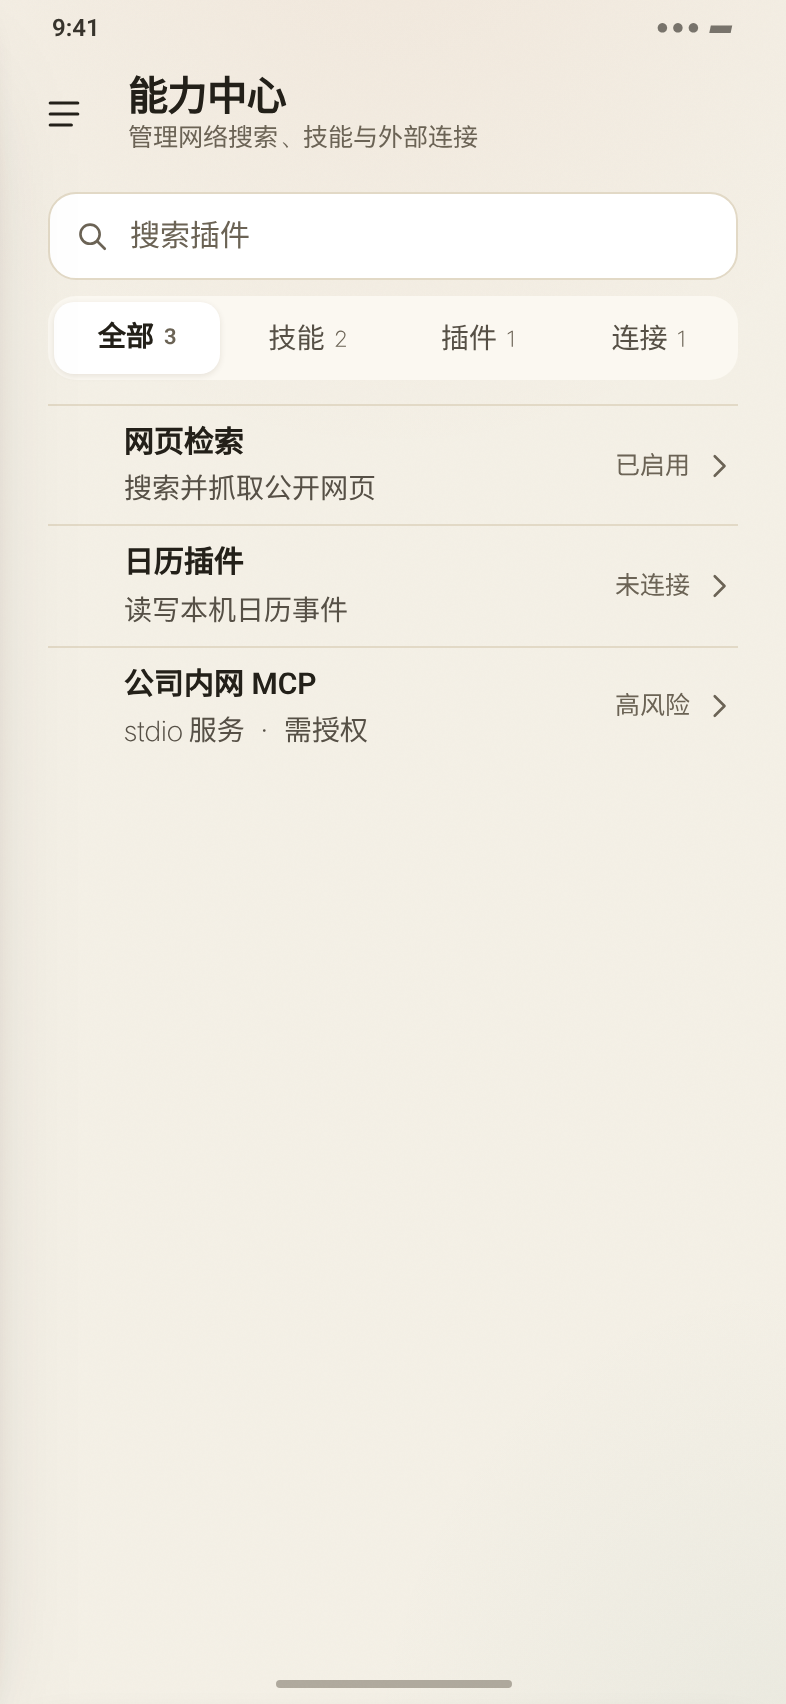 9:41
能力中心
管理网络搜索、技能与外部连接
搜索插件
全部 3 技能 2 插件 1 连接 1
网页检索
搜索并抓取公开网页
已启用
日历插件
读写本机日历事件
未连接
公司内网 MCP
stdio 服务 · 需授权
高风险